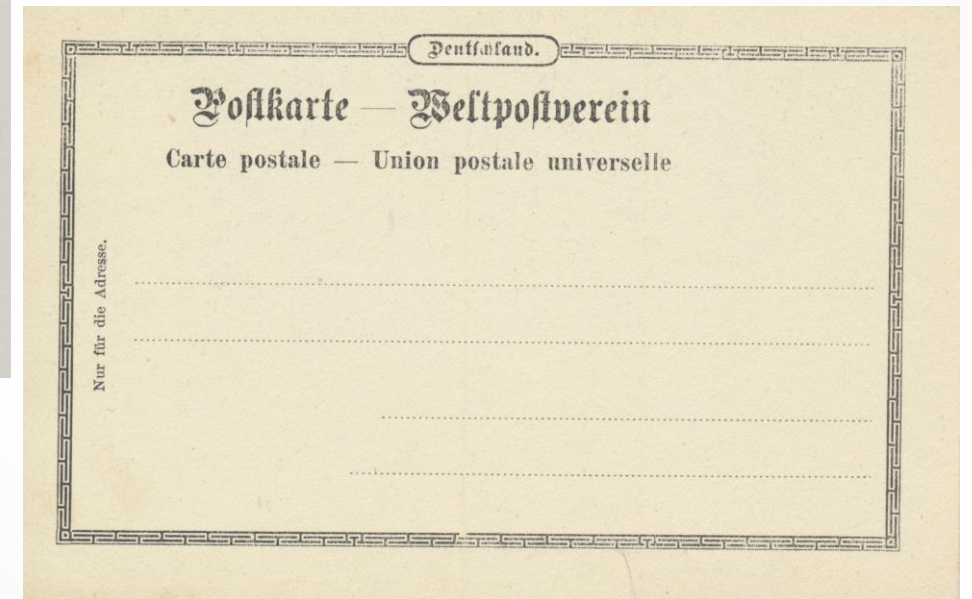 Deutschland.
Postkarte — Weltpostverein
Carte postale — Union postale universelle
Nur für die Adresse.